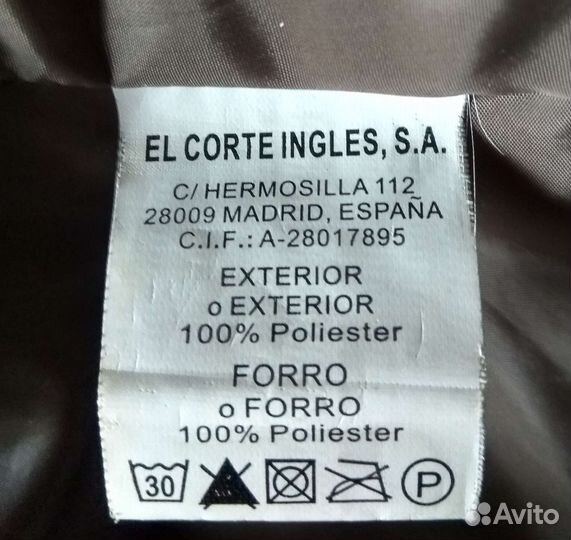 EL CORTE INGLES, S.A.
C/ HERMOSILLA 112
28009 MADRID, ESPAÑA
C.I.F.: A-28017895
EXTERIOR
o EXTERIOR
100% Poliester
FORRO
o FORRO
100% Poliester
30 P
Avito